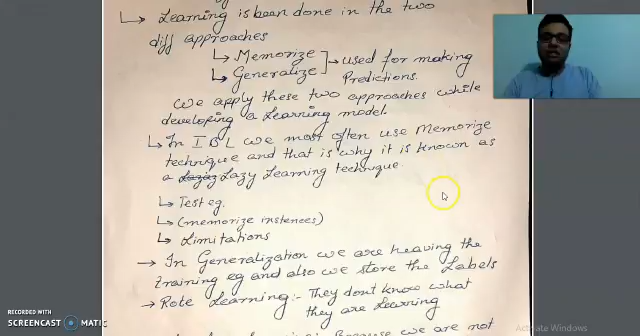 ↳ Learning is been done in the two
diff approaches
↳ Memorize
↳ Generalize
→ used for making
Predictions.
We apply these two approaches while
developing a Learning model.
↳ In IBL we most often use Memorize
technique and that is why it is known as
a Lazy Learning technique.
↳ Test eg.
↳ (memorize instances)
↳ Limitations
→ In Generalization we are heaving the
training eg and also we store the Labels
→ Rote Learning:- They dont know what
they are Learning
Because we are not
RECORDED WITH
SCREENCAST MATIC
Activate Windows